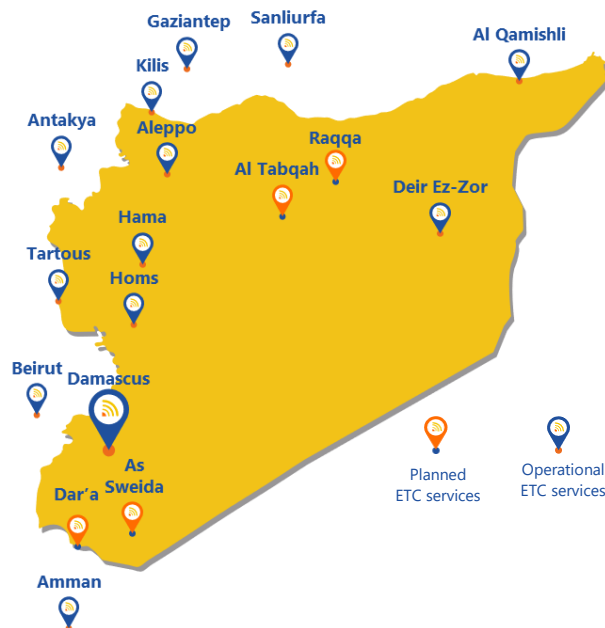 Gaziantep
Sanliurfa
Al Qamishli
Kilis
Antakya
Aleppo
Raqqa
Al Tabqah
Deir Ez-Zor
Hama
Tartous
Homs
Beirut
Damascus
As
Sweida
Dar’a
Amman
Planned
ETC services
Operational
ETC services